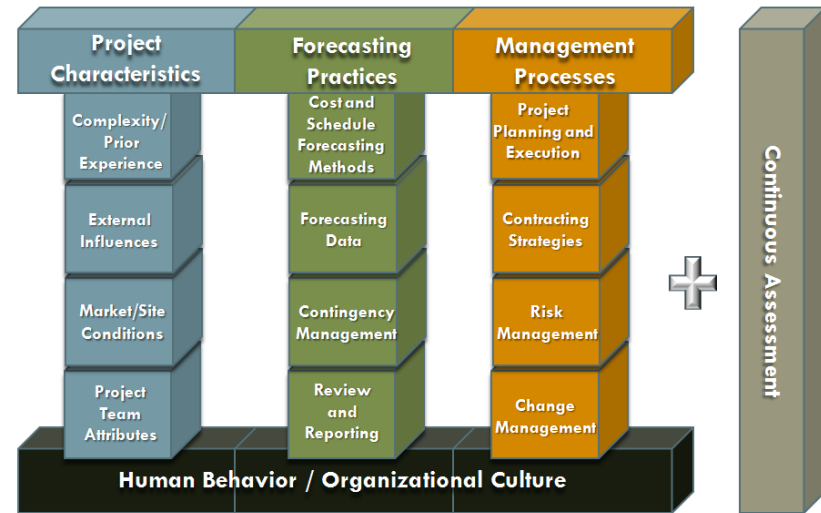 Project
Characteristics
Forecasting
Practices
Management
Processes
Complexity/
Prior
Experience
External
Influences
Market/Site
Conditions
Project
Team
Attributes
Cost and
Schedule
Forecasting
Methods
Forecasting
Data
Contingency
Management
Review
and
Reporting
Project
Planning and
Execution
Contracting
Strategies
Risk
Management
Change
Management
Human Behavior / Organizational Culture
Continuous Assessment